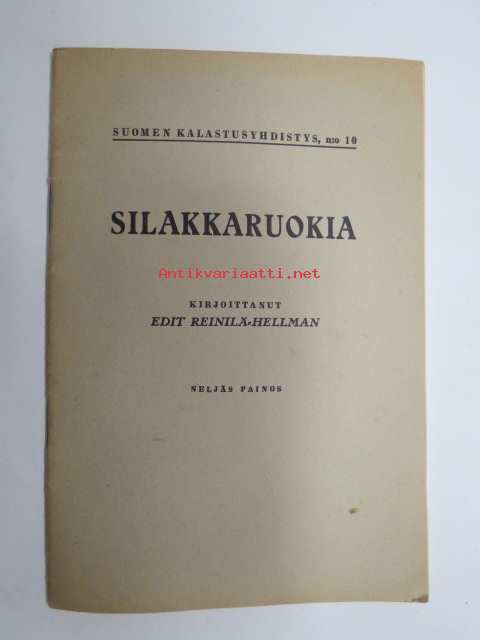 SUOMEN KALASTUSYHDISTYS, n:o 10
SILAKKARUOKIA
Antikvariaatti.net
KIRJOITTANUT
EDIT REINILÄ-HELLMAN
NELJÄS PAINOS